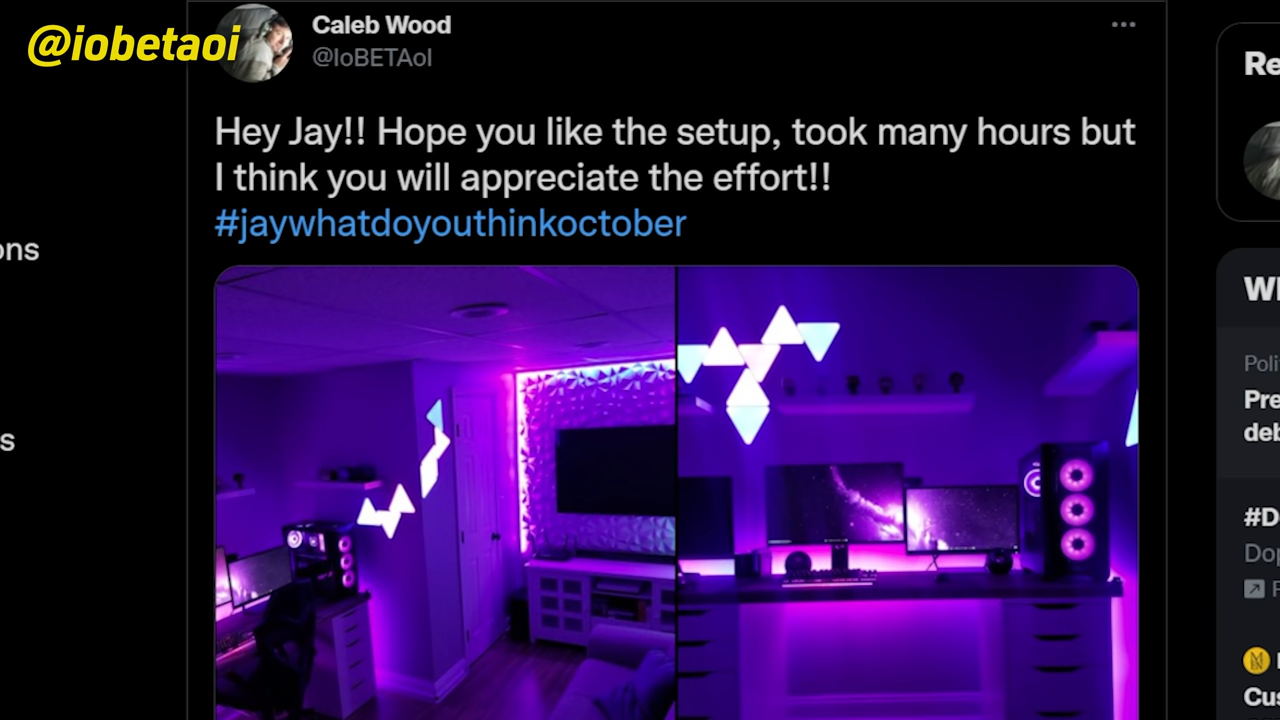 @iobetaoi
Caleb Wood
@IoBETAoI
Hey Jay!! Hope you like the setup, took many hours but
I think you will appreciate the effort!!
#jaywhatdoyouthinkoctober
ons
s
Re
Wh
Poli
Pre
deb
#D
Dop
Cus